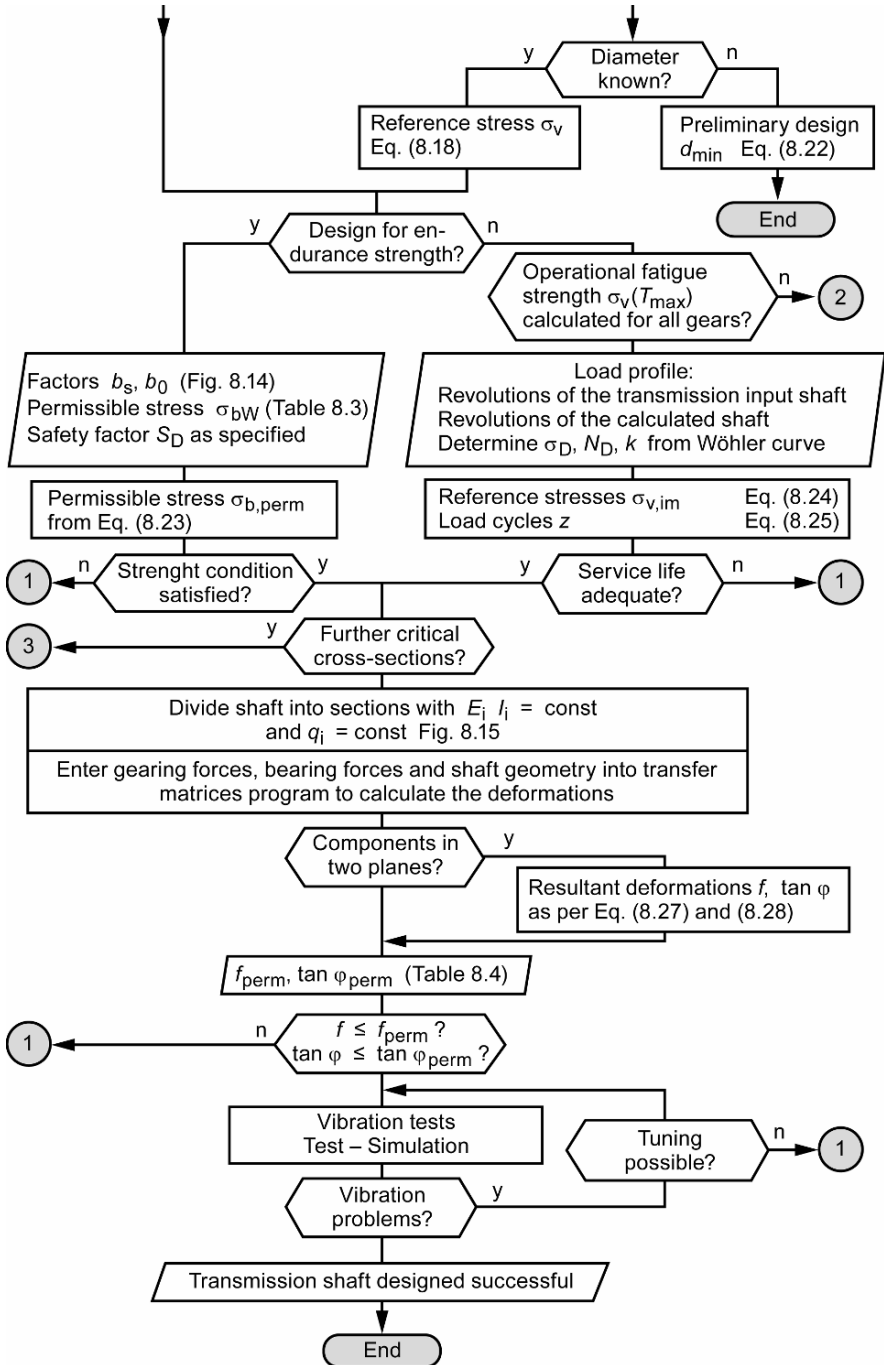 y
Diameter
known?
n
Reference stress σv
Eq. (8.18)
Preliminary design
dmin Eq. (8.22)
End
y
Design for en-
durance strength?
n
Operational fatigue
strength σv(Tmax)
calculated for all gears?
n
2
Factors bs, b0 (Fig. 8.14)
Permissible stress σbW (Table 8.3)
Safety factor SD as specified
Load profile:
Revolutions of the transmission input shaft
Revolutions of the calculated shaft
Determine σD, ND, k from Wöhler curve
Permissible stress σb,perm
from Eq. (8.23)
Reference stresses σv,im Eq. (8.24)
Load cycles z Eq. (8.25)
1
n
Strenght condition
satisfied?
y
y
Service life
adequate?
n
1
3
y
Further critical
cross-sections?
Divide shaft into sections with Ei Ii = const
and qi = const Fig. 8.15
Enter gearing forces, bearing forces and shaft geometry into transfer
matrices program to calculate the deformations
Components in
two planes?
y
Resultant deformations f, tan φ
as per Eq. (8.27) and (8.28)
fperm, tan φperm (Table 8.4)
1
n
f ≤ fperm ?
tan φ ≤ tan φperm ?
Vibration tests
Test – Simulation
Tuning
possible?
n
1
Vibration
problems?
y
Transmission shaft designed successful
End